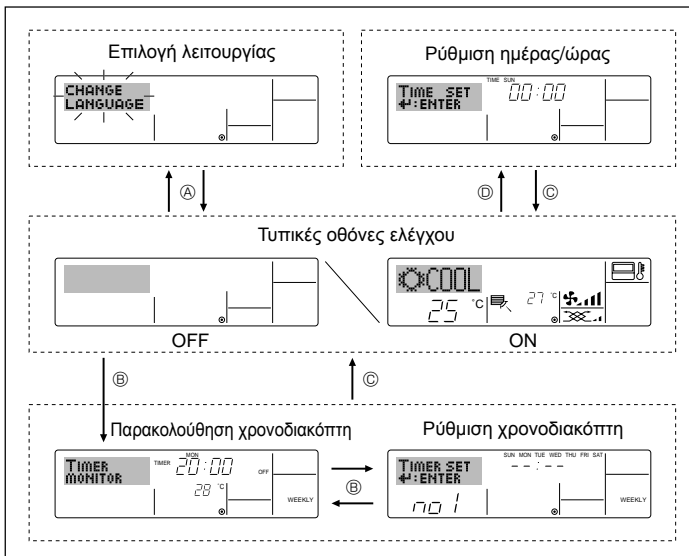 Επιλογή λειτουργίας
CHANGE
LANGUAGE
Ρύθμιση ημέρας/ώρας
TIME SUN
TIME SET 00:00
↵:ENTER
Ⓐ
Ⓓ
Ⓒ
Τυπικές οθόνες ελέγχου
OFF
COOL
25 °C 27 °C
ON
Ⓑ
Ⓒ
Παρακολούθηση χρονοδιακόπτη
MON
TIMER MONITOR
TIMER 20:00 OFF
28 °C
WEEKLY
Ⓑ
Ρύθμιση χρονοδιακόπτη
SUN MON TUE WED THU FRI SAT
TIMER SET --:--
↵:ENTER
no 1
WEEKLY